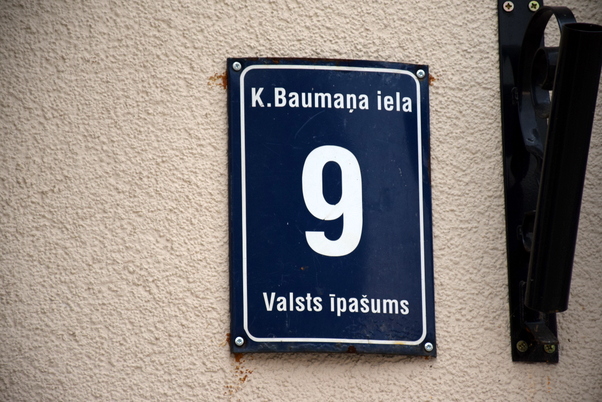 K.Baumaņa iela
9
Valsts īpašums